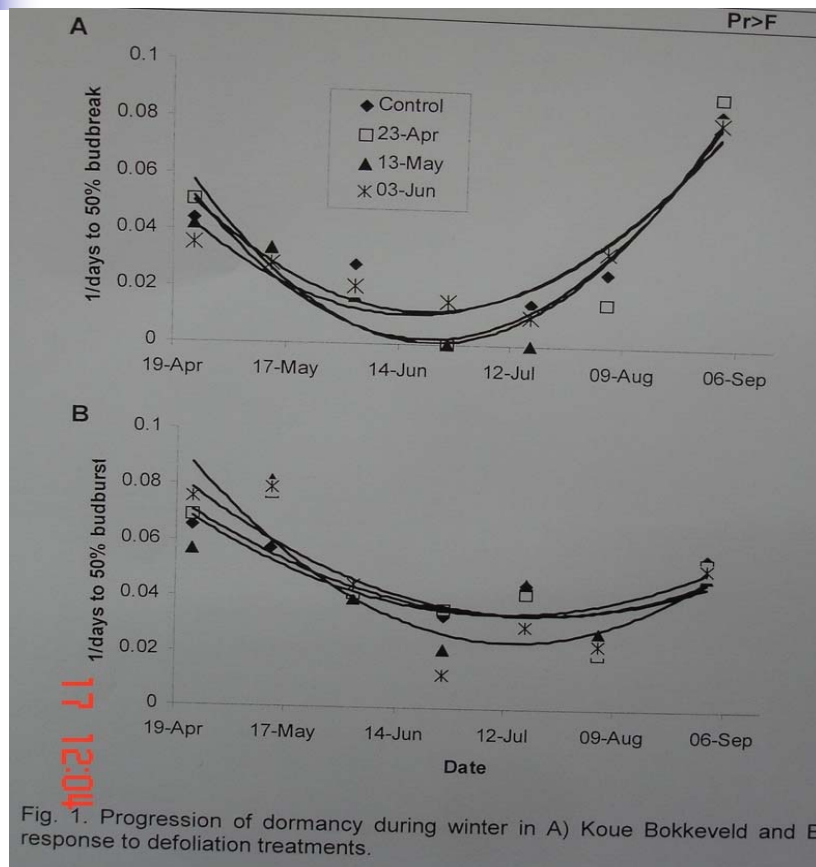 Pr>F
A
0.1
0.08
0.06
0.04
0.02
0
1/days to 50% budbreak
Control
23-Apr
13-May
03-Jun
19-Apr 17-May 14-Jun 12-Jul 09-Aug 06-Sep
B
0.1
0.08
0.06
0.04
0.02
0
1/days to 50% budburst
19-Apr 17-May 14-Jun 12-Jul 09-Aug 06-Sep
Date
17 12:04
Fig. 1. Progression of dormancy during winter in A) Koue Bokkeveld and
response to defoliation treatments.